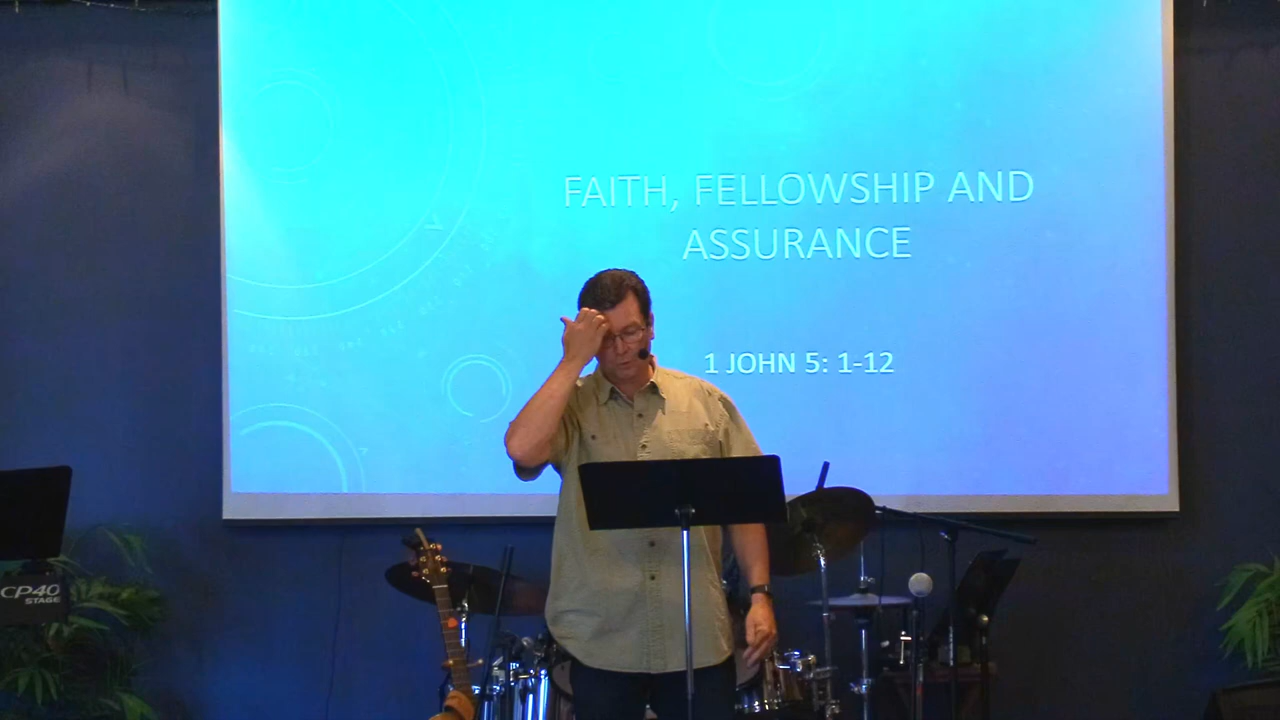 FAITH, FELLOWSHIP AND
ASSURANCE
1 JOHN 5: 1-12
CP40
STAGE